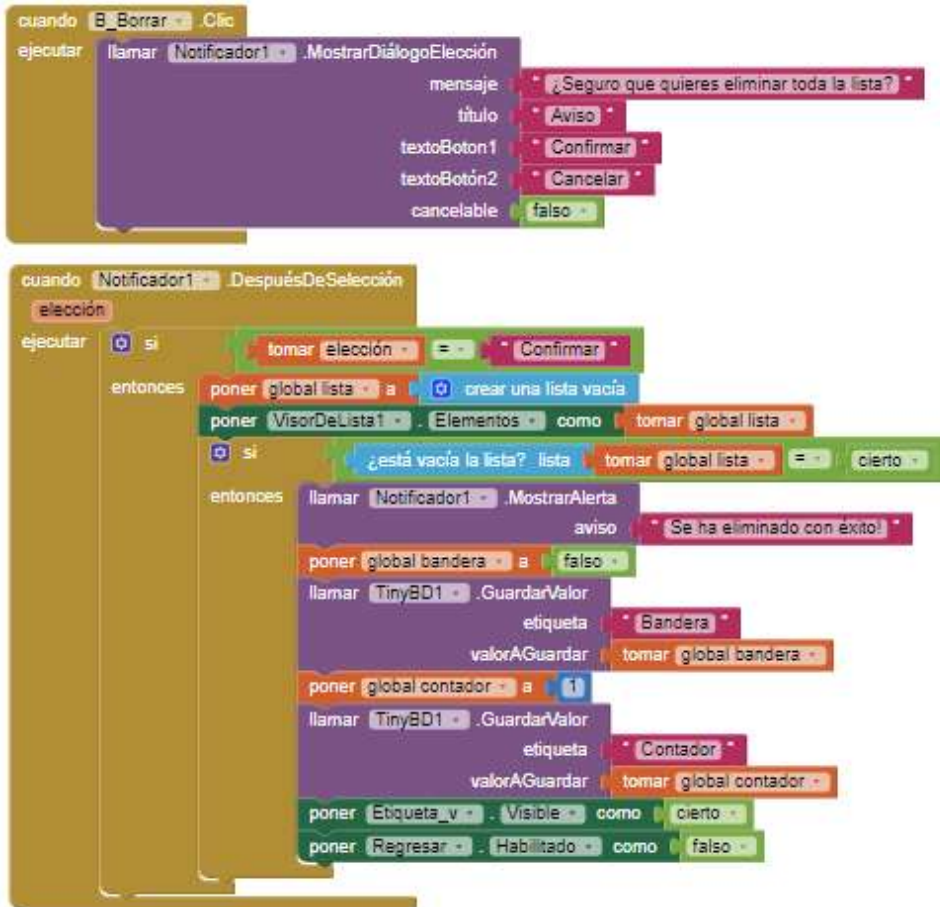 cuando B_Borrar .Clic
ejecutar llamar Notificador1 .MostrarDiálogoElección
mensaje " ¿Seguro que quieres eliminar toda la lista? "
título " Aviso "
textoBoton1 " Confirmar "
textoBotón2 " Cancelar "
cancelable falso
cuando Notificador1 .DespuésDeSelección
elección
ejecutar si tomar elección = " Confirmar "
entonces poner global lista a crear una lista vacía
poner VisorDeLista1 . Elementos como tomar global lista
si ¿está vacía la lista? lista tomar global lista = cierto
entonces llamar Notificador1 .MostrarAlerta
aviso " Se ha eliminado con éxito! "
poner global bandera a falso
llamar TinyBD1 .GuardarValor
etiqueta " Bandera "
valorAGuardar tomar global bandera
poner global contador a 1
llamar TinyBD1 .GuardarValor
etiqueta " Contador "
valorAGuardar tomar global contador
poner Etiqueta_v . Visible como cierto
poner Regresar . Habilitado como falso